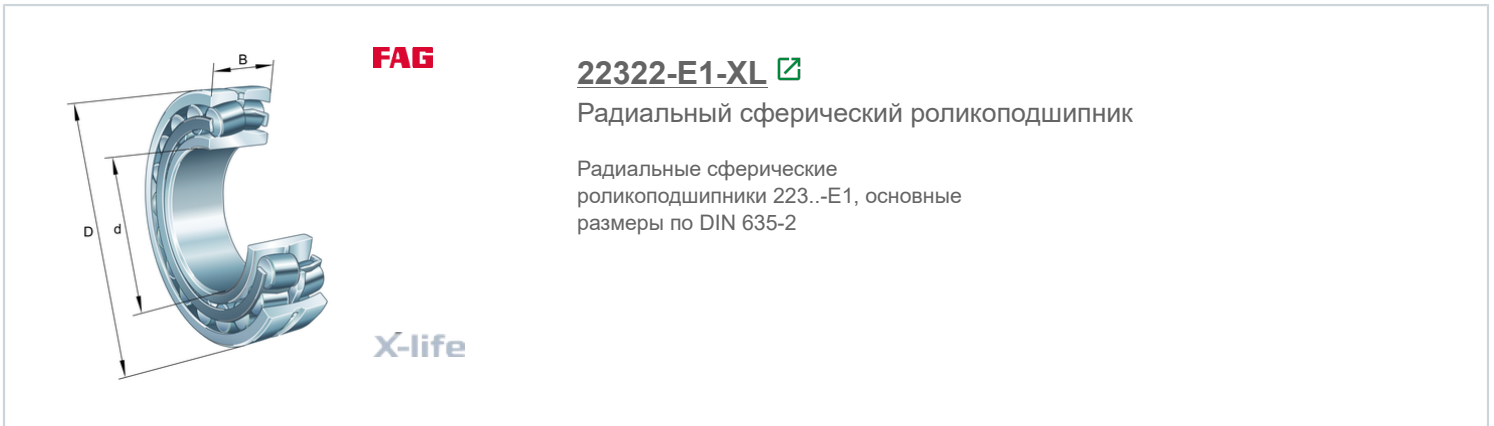 B
FAG
22322-E1-XL
Радиальный сферический роликоподшипник
Радиальные сферические
роликоподшипники 223..-E1, основные
размеры по DIN 635-2
D
d
X-life